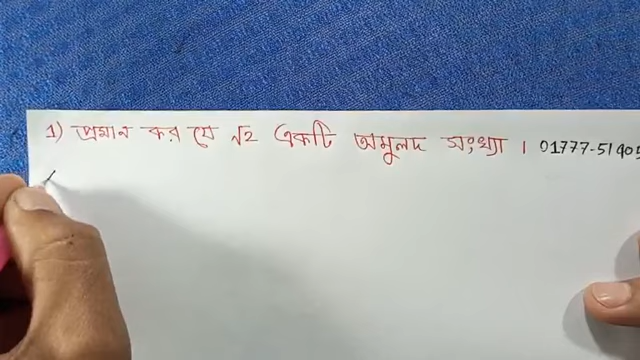 1) প্রমান কর যে √2 একটি অমুলদ সংখ্যা । 01777-51405